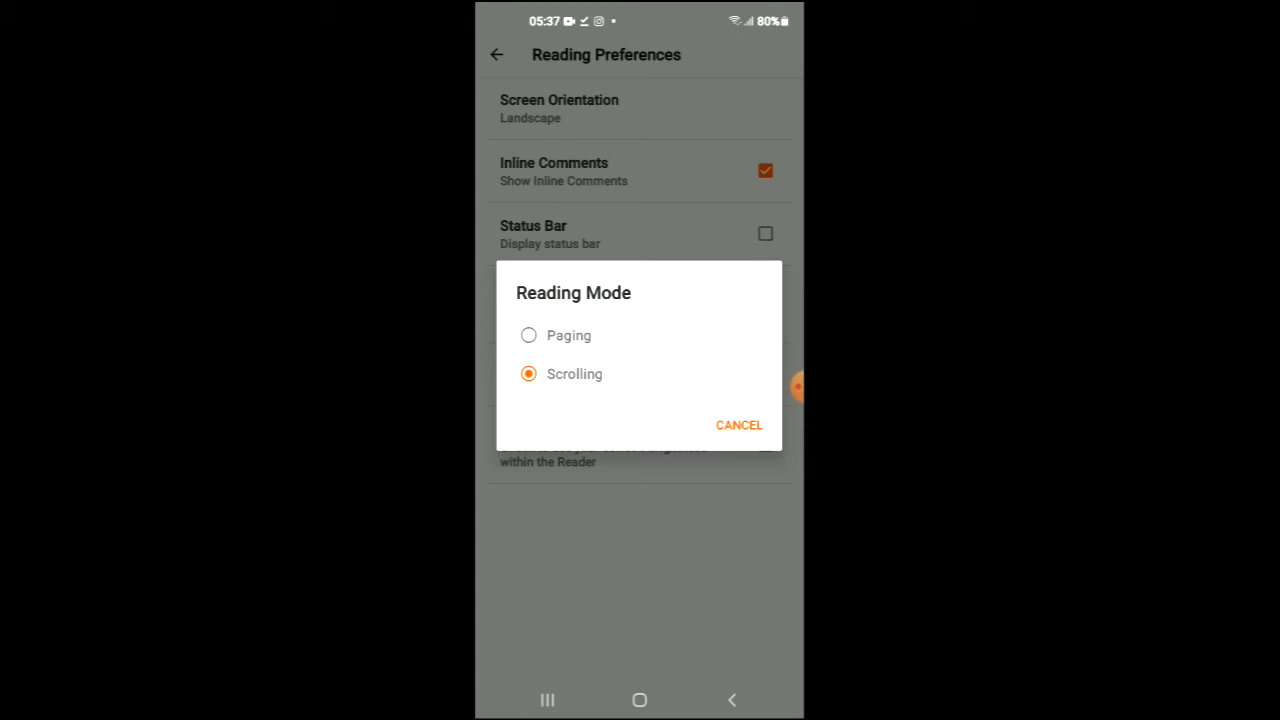 05:37
80%
Reading Preferences
Screen Orientation
Landscape
Inline Comments
Show Inline Comments
Status Bar
Display status bar
Reading Mode
Paging
Scrolling
CANCEL
within the Reader